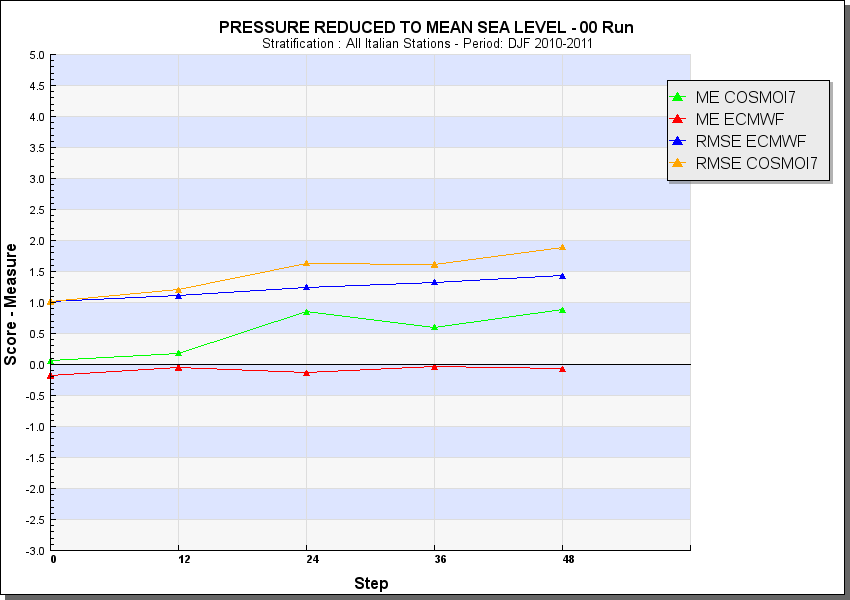 PRESSURE REDUCED TO MEAN SEA LEVEL - 00 Run
Stratification : All Italian Stations - Period: DJF 2010-2011
5.0
4.5
4.0
3.5
3.0
2.5
2.0
1.5
1.0
0.5
0.0
-0.5
-1.0
-1.5
-2.0
-2.5
-3.0
Score - Measure
ME COSMOI7
ME ECMWF
RMSE ECMWF
RMSE COSMOI7
0 12 24 36 48
Step